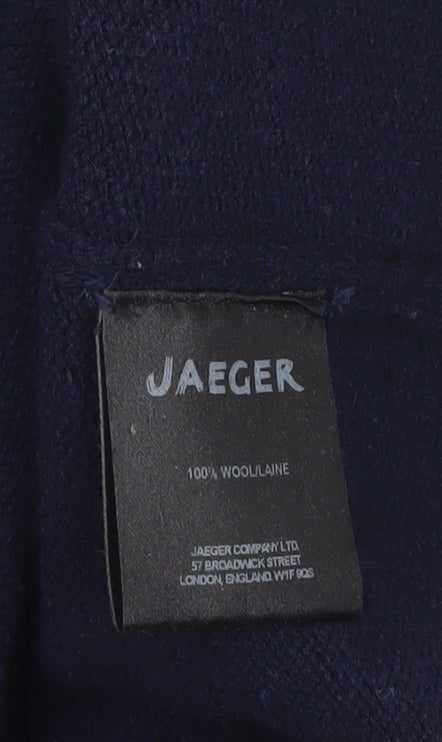 JAEGER
100% WOOL/LAINE
JAEGER COMPANY LTD.
57 BROADWICK STREET
LONDON, ENGLAND. W1F 9QS